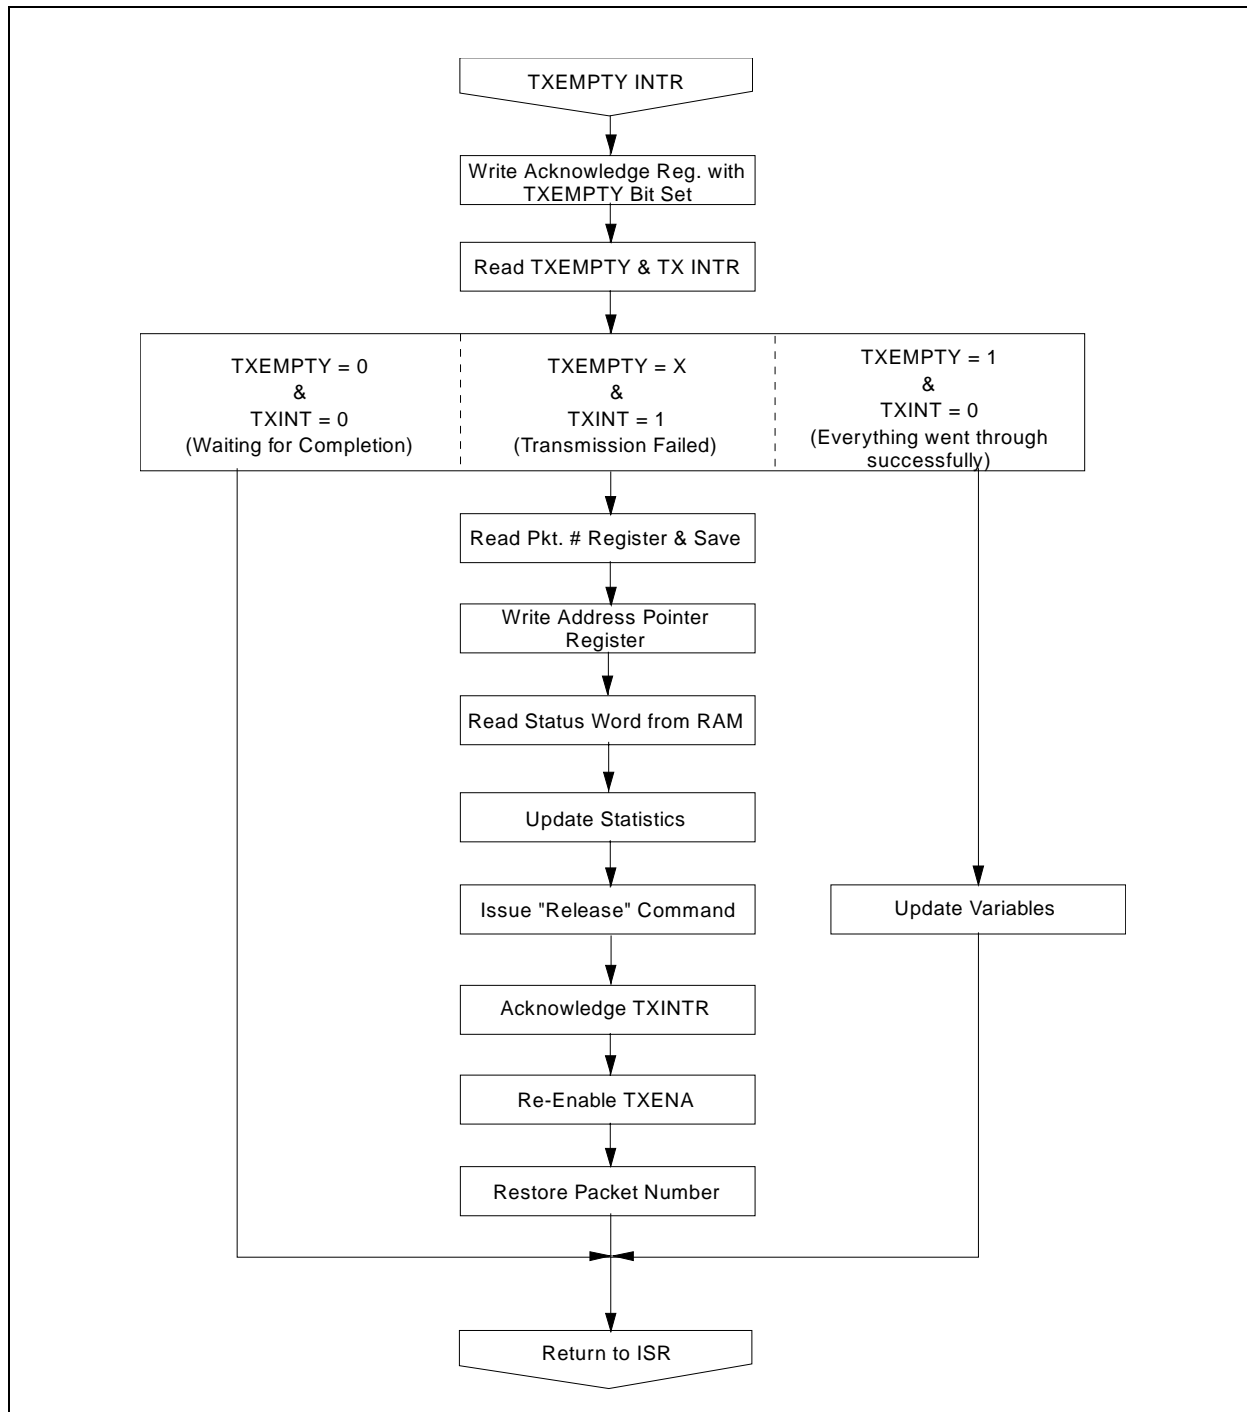 TXEMPTY INTR
Write Acknowledge Reg. with
TXEMPTY Bit Set
Read TXEMPTY & TX INTR
TXEMPTY = 0
&
TXINT = 0
(Waiting for Completion)
TXEMPTY = X
&
TXINT = 1
(Transmission Failed)
TXEMPTY = 1
&
TXINT = 0
(Everything went through
successfully)
Read Pkt. # Register & Save
Write Address Pointer
Register
Read Status Word from RAM
Update Statistics
Issue "Release" Command
Update Variables
Acknowledge TXINTR
Re-Enable TXENA
Restore Packet Number
Return to ISR